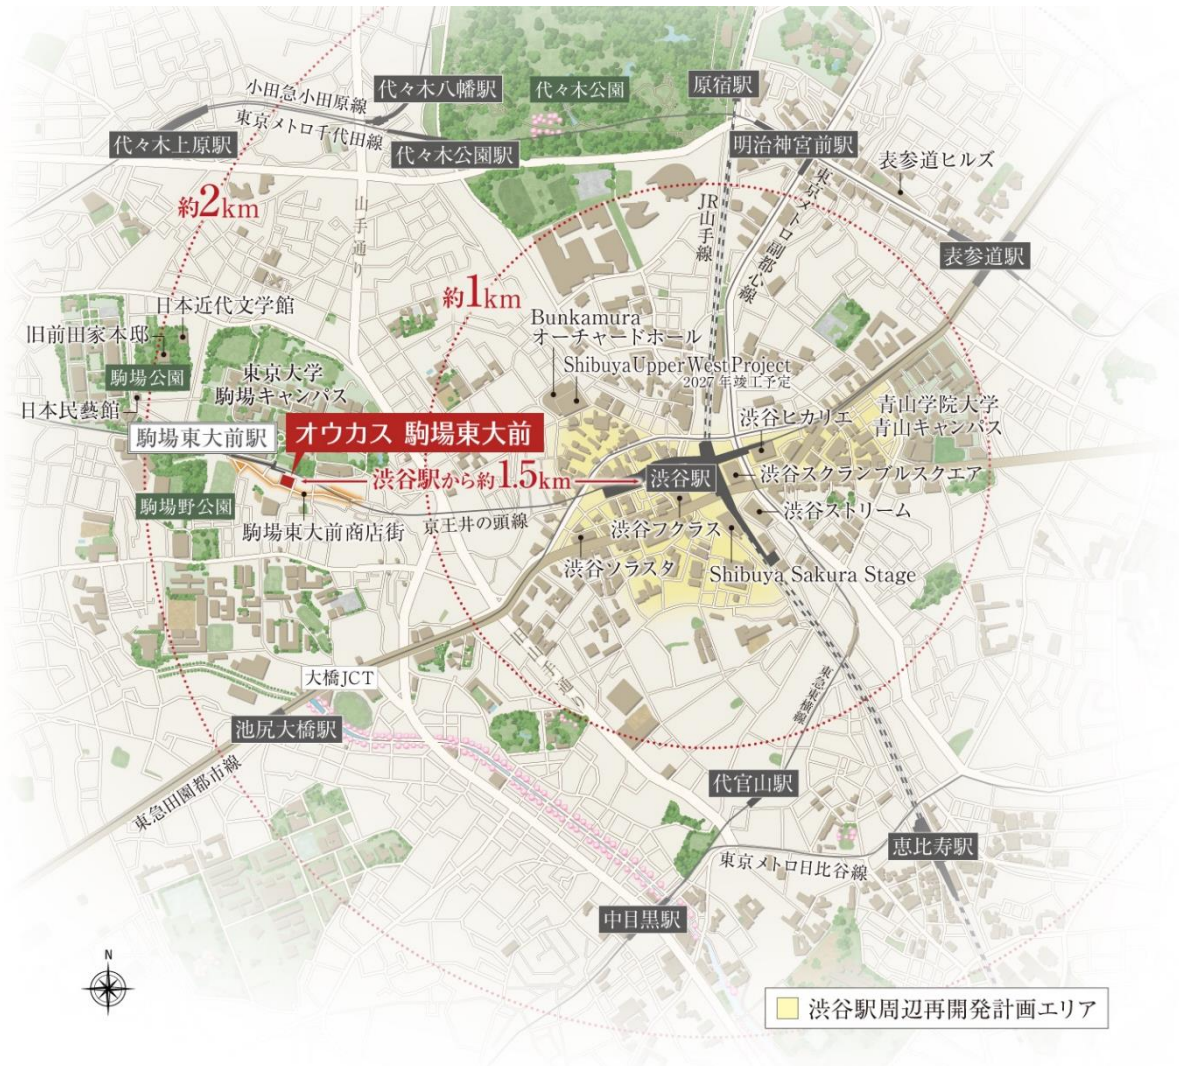 代々木八幡駅
代々木公園
原宿駅
小田急小田原線
東京メトロ千代田線
代々木上原駅
代々木公園駅
明治神宮前駅
表参道ヒルズ
約2km
山手通り
JR山手線
東京メトロ副都心線
表参道駅
約1km
日本近代文学館
旧前田家本邸
駒場公園
日本民藝館
東京大学
駒場キャンパス
Bunkamura
オーチャードホール
Shibuya Upper West Project
2027年竣工予定
渋谷ヒカリエ
青山学院大学
青山キャンパス
駒場東大前駅
オウカス 駒場東大前
渋谷駅から約1.5km
渋谷駅
渋谷スクランブルスクエア
駒場野公園
駒場東大前商店街
京王井の頭線
渋谷フクラス
渋谷ストリーム
渋谷ソラスタ
Shibuya Sakura Stage
大橋JCT
旧山手通り
東急東横線
池尻大橋駅
東急田園都市線
代官山駅
恵比寿駅
東京メトロ日比谷線
中目黒駅
N
渋谷駅周辺再開発計画エリア